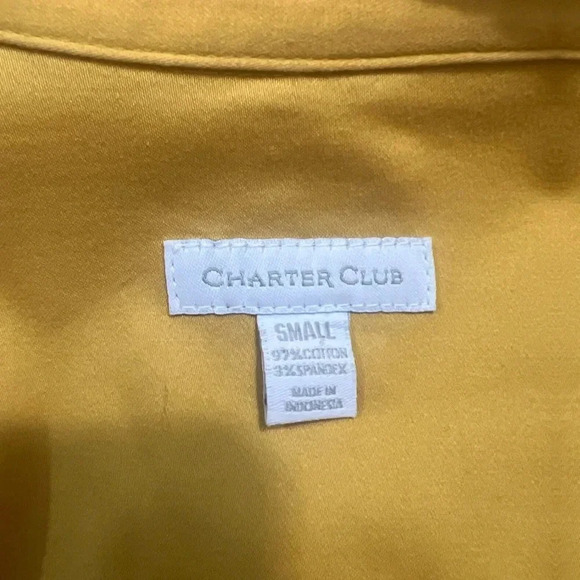 CHARTER CLUB
SMALL
97% COTTON
3% SPANDEX
MADE IN
INDONESIA